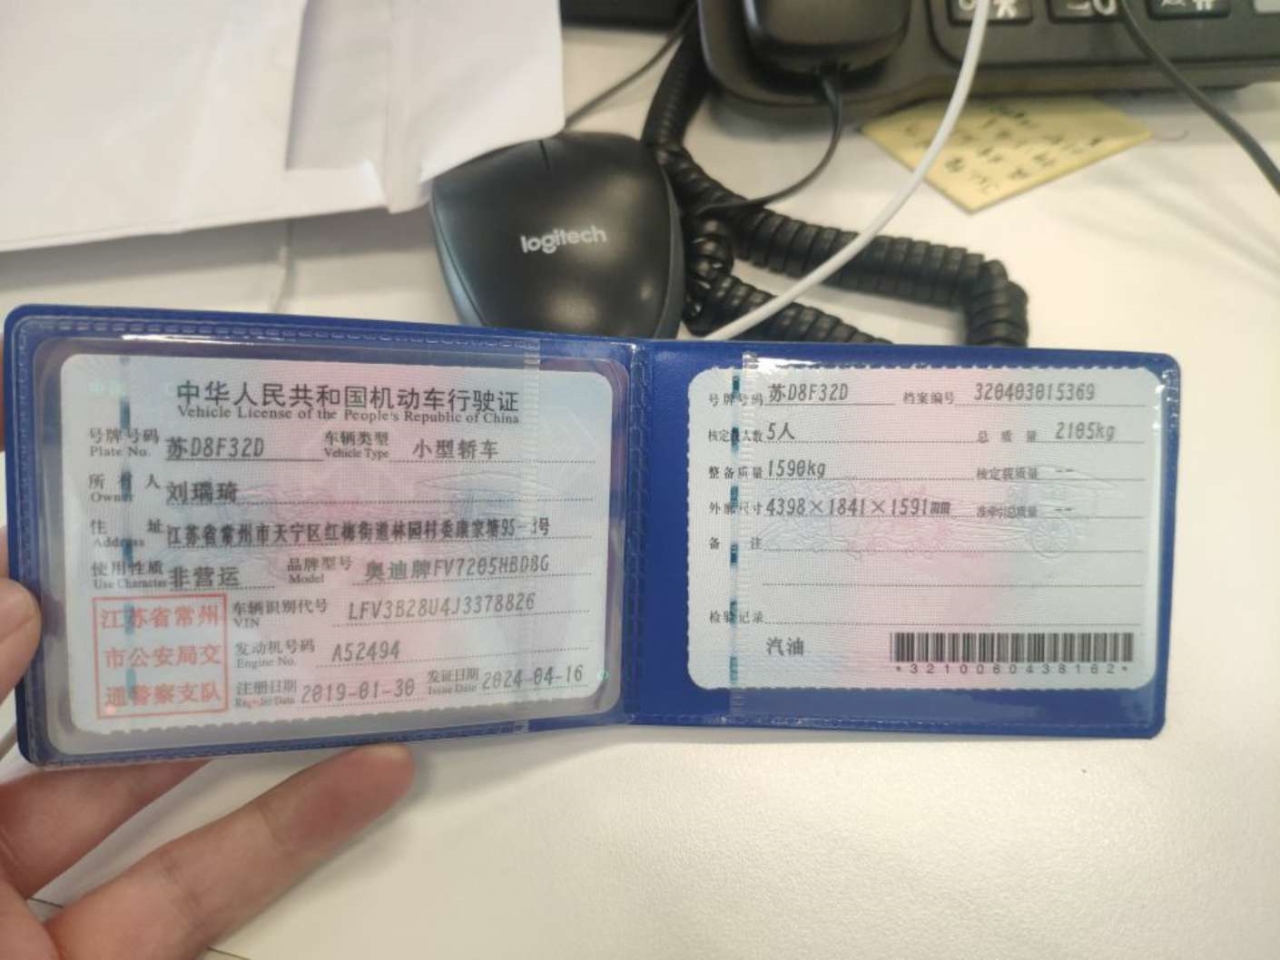 logitech
中华人民共和国机动车行驶证
Vehicle License of the People's Republic of China
号牌号码 苏D8F32D 车辆类型 小型轿车
Plate No. Vehicle Type
所有人 刘瑞琦
Owner
住址 江苏省常州市天宁区红梅街道林园村委康家塘95-3号
Address
使用性质 非营运 品牌型号 奥迪牌FV7205HBDBG
Use Character Model
江苏省常州
市公安局交
通警察支队
车辆识别代号 LFV3B28U4J3378826
VIN
发动机号码 A52494
Engine No.
注册日期 2019-01-30 发证日期 2024-04-16
Register Date Issue Date
号牌号码 苏D8F32D 档案编号 320403015369
核定载人数 5人 总质量 2105kg
整备质量 1590kg 核定载质量 --
外廓尺寸 4398×1841×1591mm 准牵引总质量 --
备注
检验记录
汽油
*3210060438162*